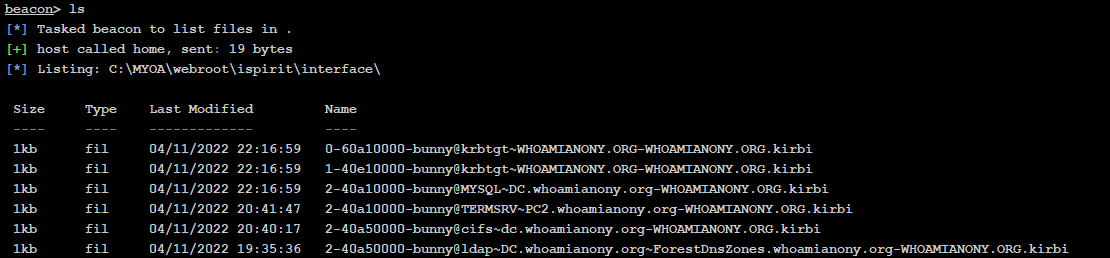 beacon> ls
[*] Tasked beacon to list files in .
[+] host called home, sent: 19 bytes
[*] Listing: C:\MYOA\webroot\ispirit\interface\
Size Type Last Modified Name
---- ---- ------------- ----
1kb fil 04/11/2022 22:16:59 0-60a10000-bunny@krbtgt~WHOAMIANONY.ORG-WHOAMIANONY.ORG.kirbi
1kb fil 04/11/2022 22:16:59 1-40e10000-bunny@krbtgt~WHOAMIANONY.ORG-WHOAMIANONY.ORG.kirbi
1kb fil 04/11/2022 22:16:59 2-40a10000-bunny@MYSQL~DC.whoamianony.org-WHOAMIANONY.ORG.kirbi
1kb fil 04/11/2022 20:41:47 2-40a10000-bunny@TERMSRV~PC2.whoamianony.org-WHOAMIANONY.ORG.kirbi
1kb fil 04/11/2022 20:40:17 2-40a50000-bunny@cifs~dc.whoamianony.org-WHOAMIANONY.ORG.kirbi
1kb fil 04/11/2022 19:35:36 2-40a50000-bunny@ldap~DC.whoamianony.org~ForestDnsZones.whoamianony.org-WHOAMIANONY.ORG.kirbi